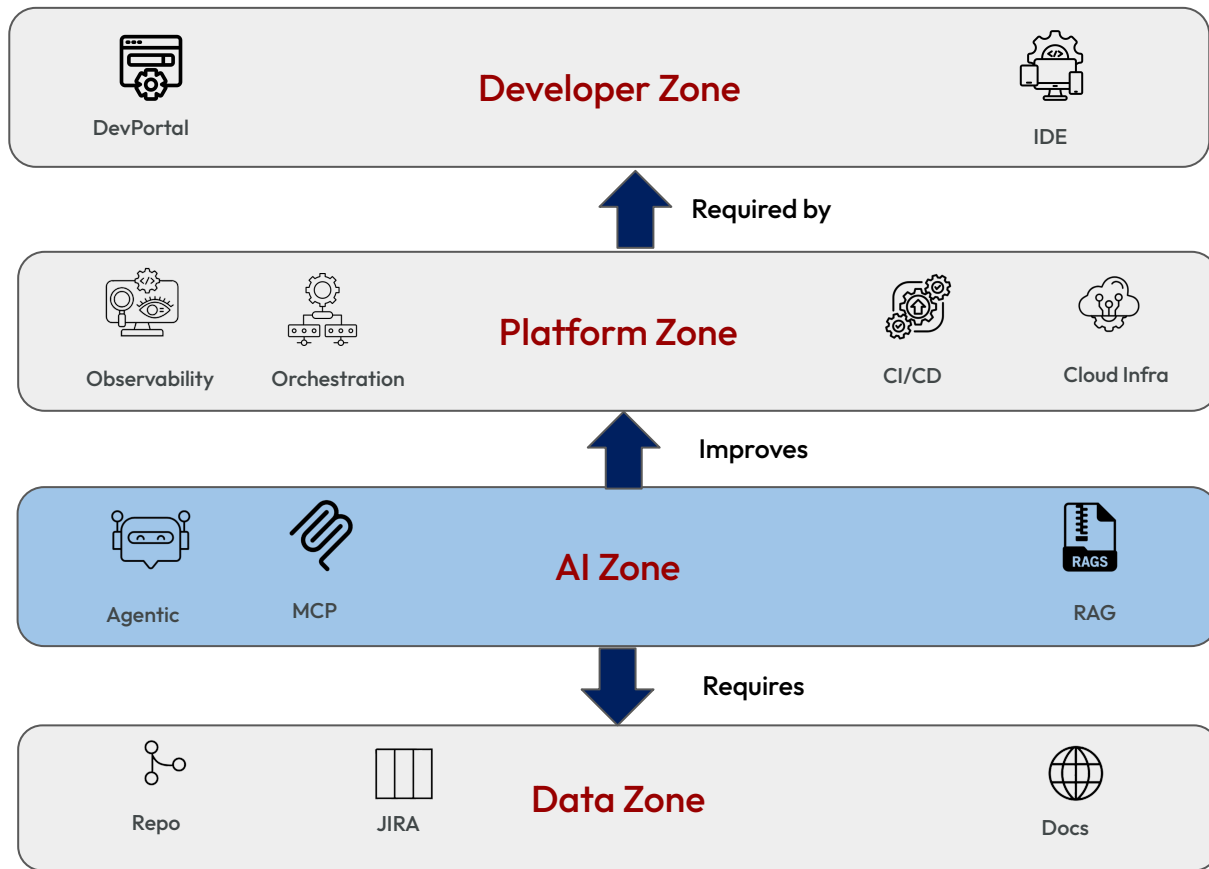 Developer Zone
DevPortal
IDE
Required by
Platform Zone
Observability
Orchestration
CI/CD
Cloud Infra
Improves
AI Zone
Agentic
MCP
RAGS
RAG
Requires
Data Zone
Repo
JIRA
Docs